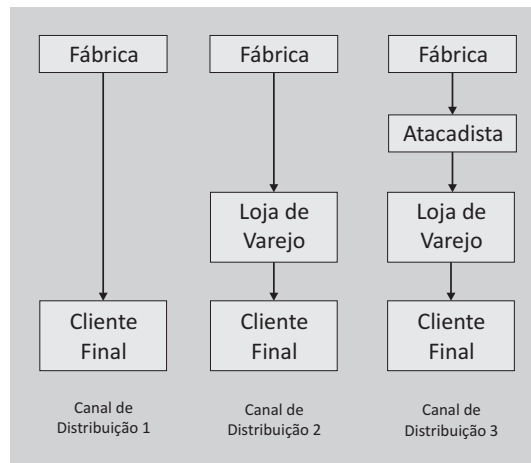 Fábrica
Cliente
Final
Canal de
Distribuição 1
Fábrica
Loja de
Varejo
Cliente
Final
Canal de
Distribuição 2
Fábrica
Atacadista
Loja de
Varejo
Cliente
Final
Canal de
Distribuição 3